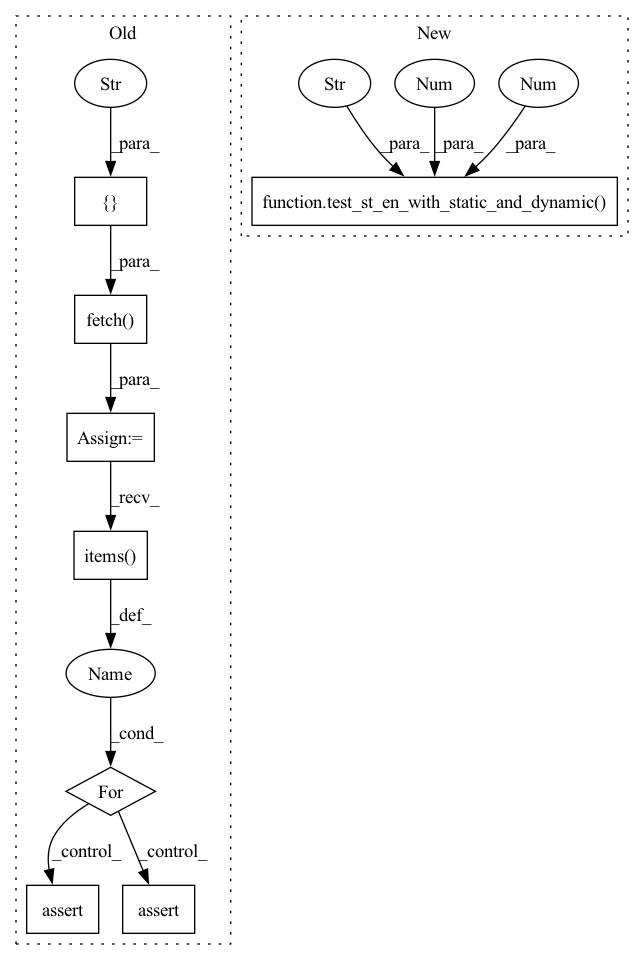 Old
Str
_para_
{}
_para_
fetch()
_para_
Assign:=
_recv_
items()
_def_
Name
_cond_
For
_control_
_control_
assert
assert
New
Str
Num
Num
_para_
_para_
_para_
function.test_st_en_with_static_and_dynamic()